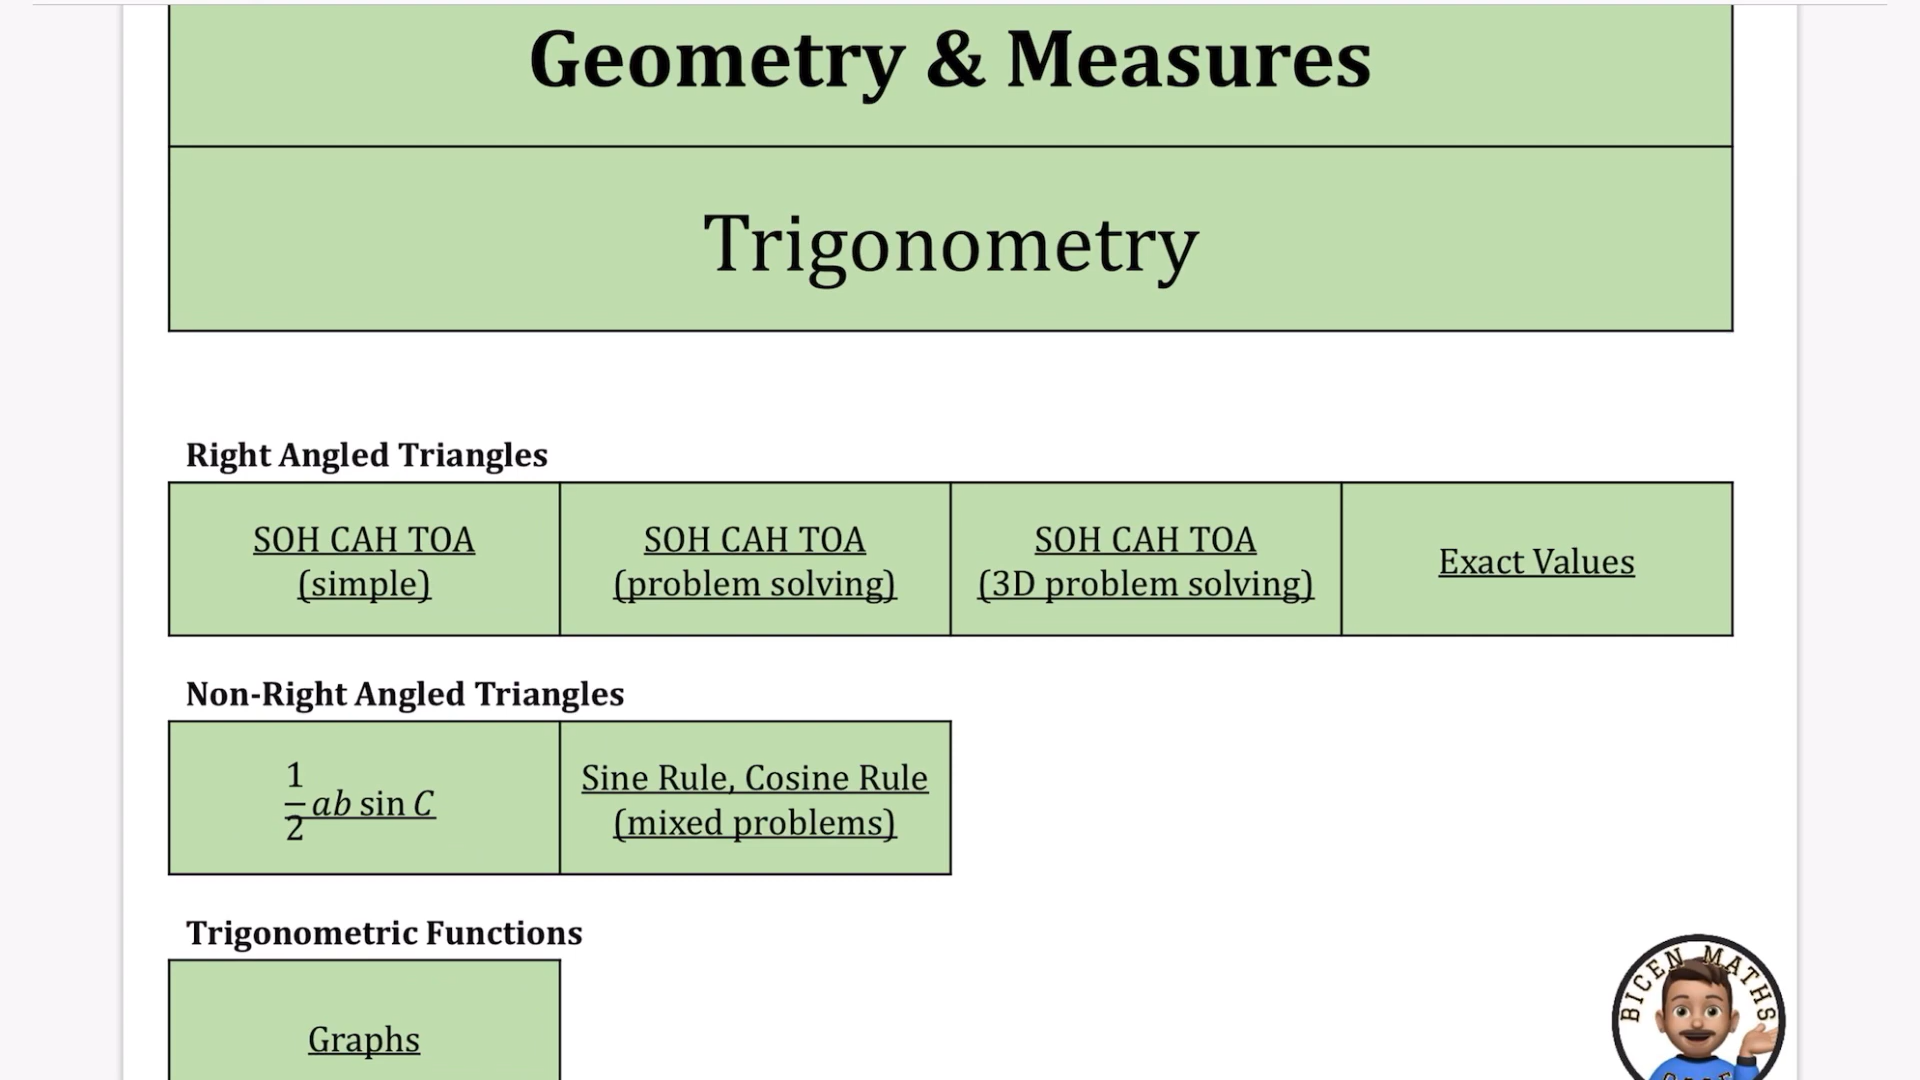 Geometry & Measures
Trigonometry
Right Angled Triangles
SOH CAH TOA
(simple)
SOH CAH TOA
(problem solving)
SOH CAH TOA
(3D problem solving)
Exact Values
Non-Right Angled Triangles
1/2 ab sin C
Sine Rule, Cosine Rule
(mixed problems)
Trigonometric Functions
Graphs
BICEN MATHS